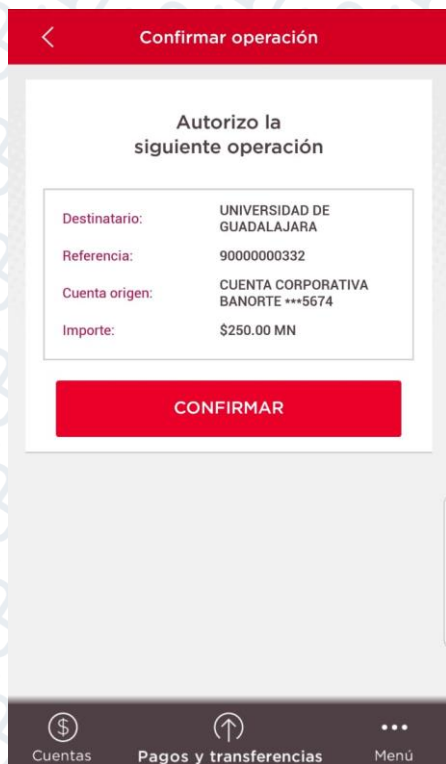 Confirmar operación
Autorizo la
siguiente operación
Destinatario: UNIVERSIDAD DE
GUADALAJARA
Referencia: 90000000332
Cuenta origen: CUENTA CORPORATIVA
BANORTE ***5674
Importe: $250.00 MN
CONFIRMAR
Cuentas Pagos y transferencias Menú